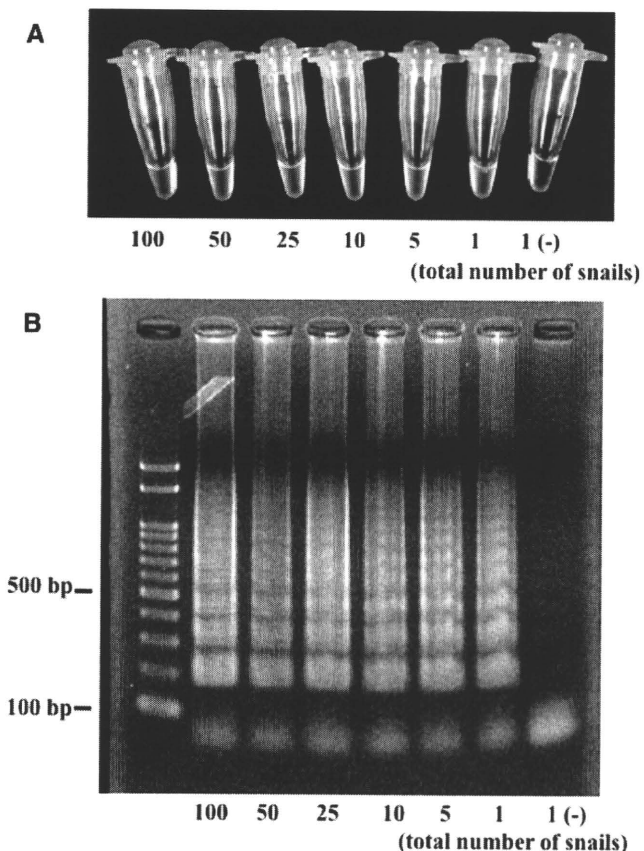 A
100 50 25 10 5 1 1 (-)
(total number of snails)
B
500 bp
100 bp
100 50 25 10 5 1 1 (-)
(total number of snails)